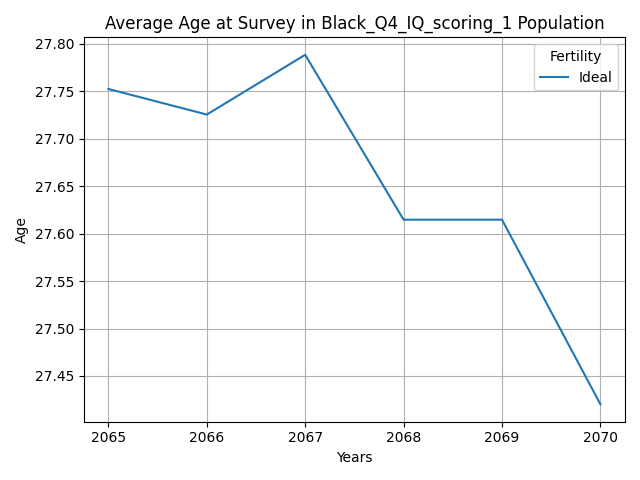 Average Age at Survey in Black_Q4_IQ_scoring_1 Population
27.80
27.75
27.70
27.65
27.60
27.55
27.50
27.45
Age
Fertility
Ideal
2065 2066 2067 2068 2069 2070
Years